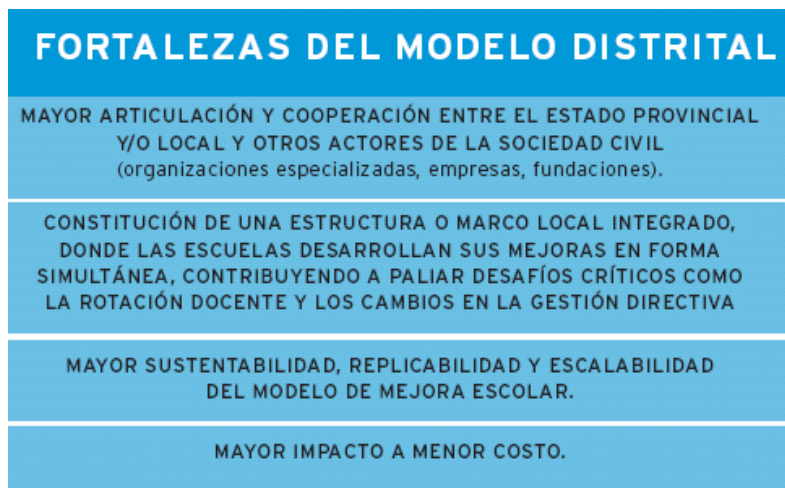 FORTALEZAS DEL MODELO DISTRITAL
MAYOR ARTICULACIÓN Y COOPERACIÓN ENTRE EL ESTADO PROVINCIAL
Y/O LOCAL Y OTROS ACTORES DE LA SOCIEDAD CIVIL
(organizaciones especializadas, empresas, fundaciones).
CONSTITUCIÓN DE UNA ESTRUCTURA O MARCO LOCAL INTEGRADO,
DONDE LAS ESCUELAS DESARROLLAN SUS MEJORAS EN FORMA
SIMULTÁNEA, CONTRIBUYENDO A PALIAR DESAFÍOS CRÍTICOS COMO
LA ROTACIÓN DOCENTE Y LOS CAMBIOS EN LA GESTIÓN DIRECTIVA
MAYOR SUSTENTABILIDAD, REPLICABILIDAD Y ESCALABILIDAD
DEL MODELO DE MEJORA ESCOLAR.
MAYOR IMPACTO A MENOR COSTO.